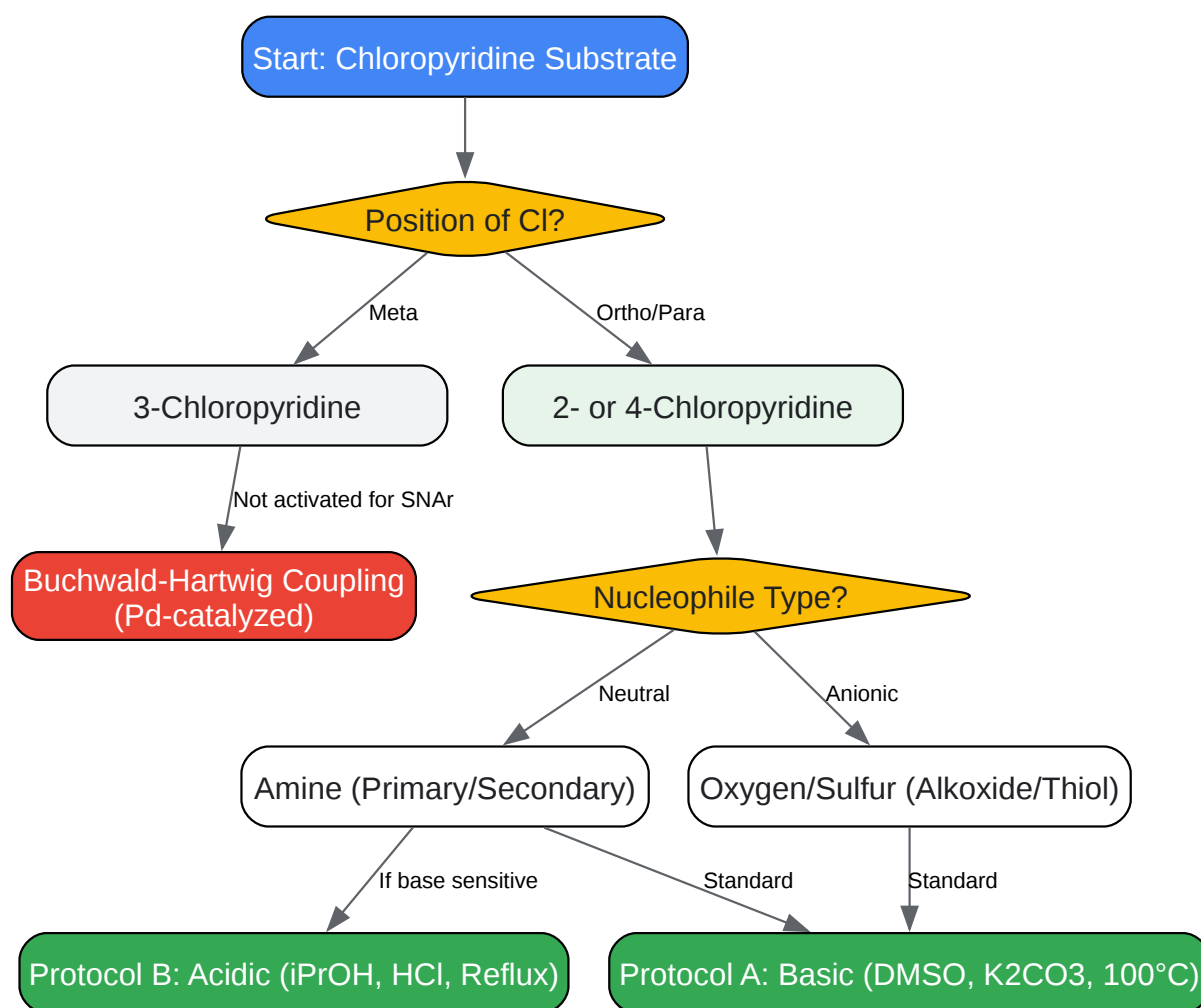 Start: Chloropyridine Substrate
Position of Cl?
Meta
Ortho/Para
3-Chloropyridine
2- or 4-Chloropyridine
Not activated for SNAr
Buchwald-Hartwig Coupling
(Pd-catalyzed)
Nucleophile Type?
Neutral
Anionic
Amine (Primary/Secondary)
Oxygen/Sulfur (Alkoxide/Thiol)
If base sensitive
Standard
Standard
Protocol B: Acidic (iPrOH, HCl, Reflux)
Protocol A: Basic (DMSO, K2CO3, 100°C)